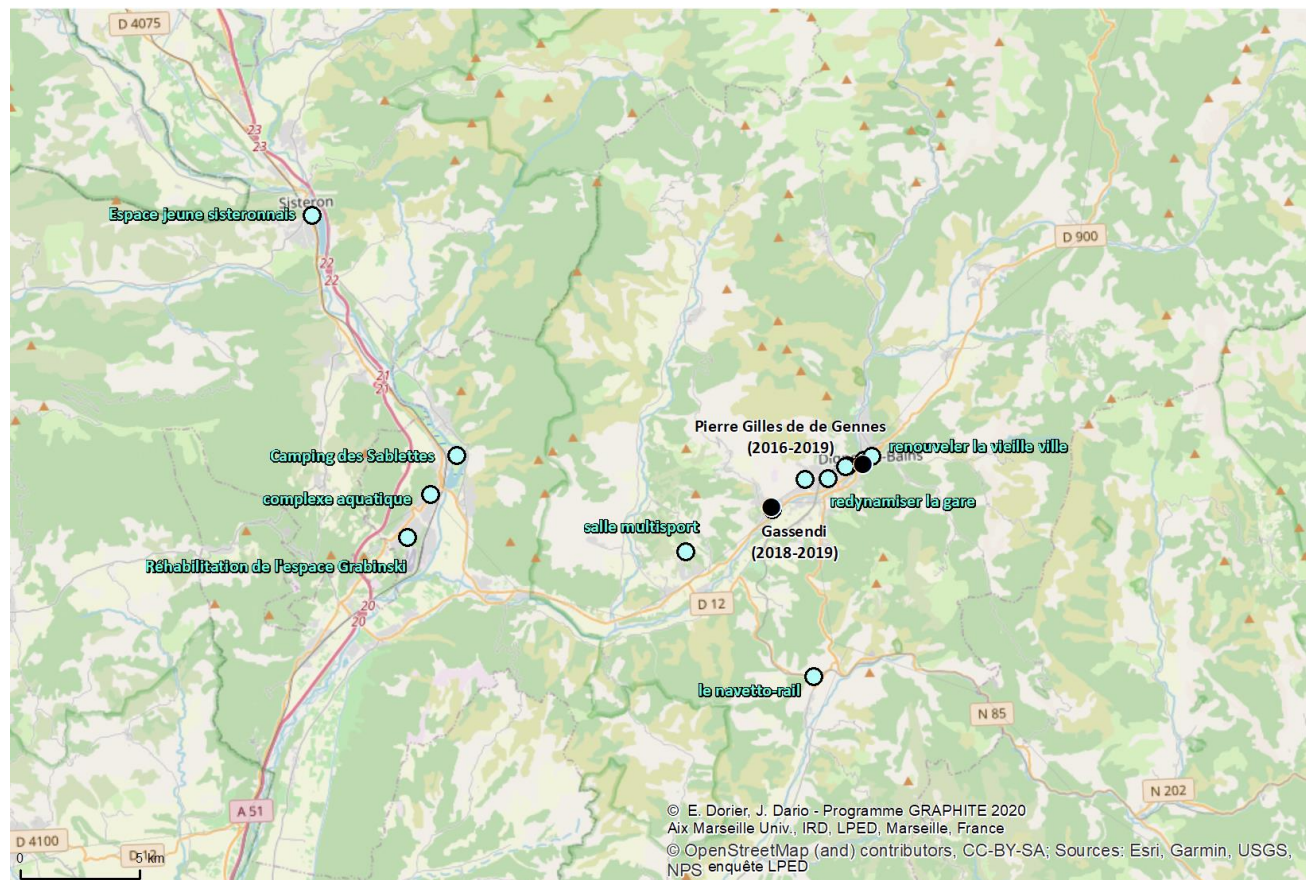 D 4075
23
23
Sisteron
Espace jeune sisteronnais
D 900
22
22
21
21
Pierre Gilles de de Gennes
(2016-2019)
renouveler la vieille ville
Camping des Sablettes
complexe aquatique
redynamiser la gare
salle multisport
Gassendi
(2018-2019)
Réhabilitation de l'espace Grabinski
D 12
20
20
le navetto-rail
N 85
N 202
A 51
D 4100
D 12
0
5 km
© E. Dorier, J. Dario - Programme GRAPHITE 2020
Aix Marseille Univ., IRD, LPED, Marseille, France
© OpenStreetMap (and) contributors, CC-BY-SA; Sources: Esri, Garmin, USGS,
NPS enquête LPED